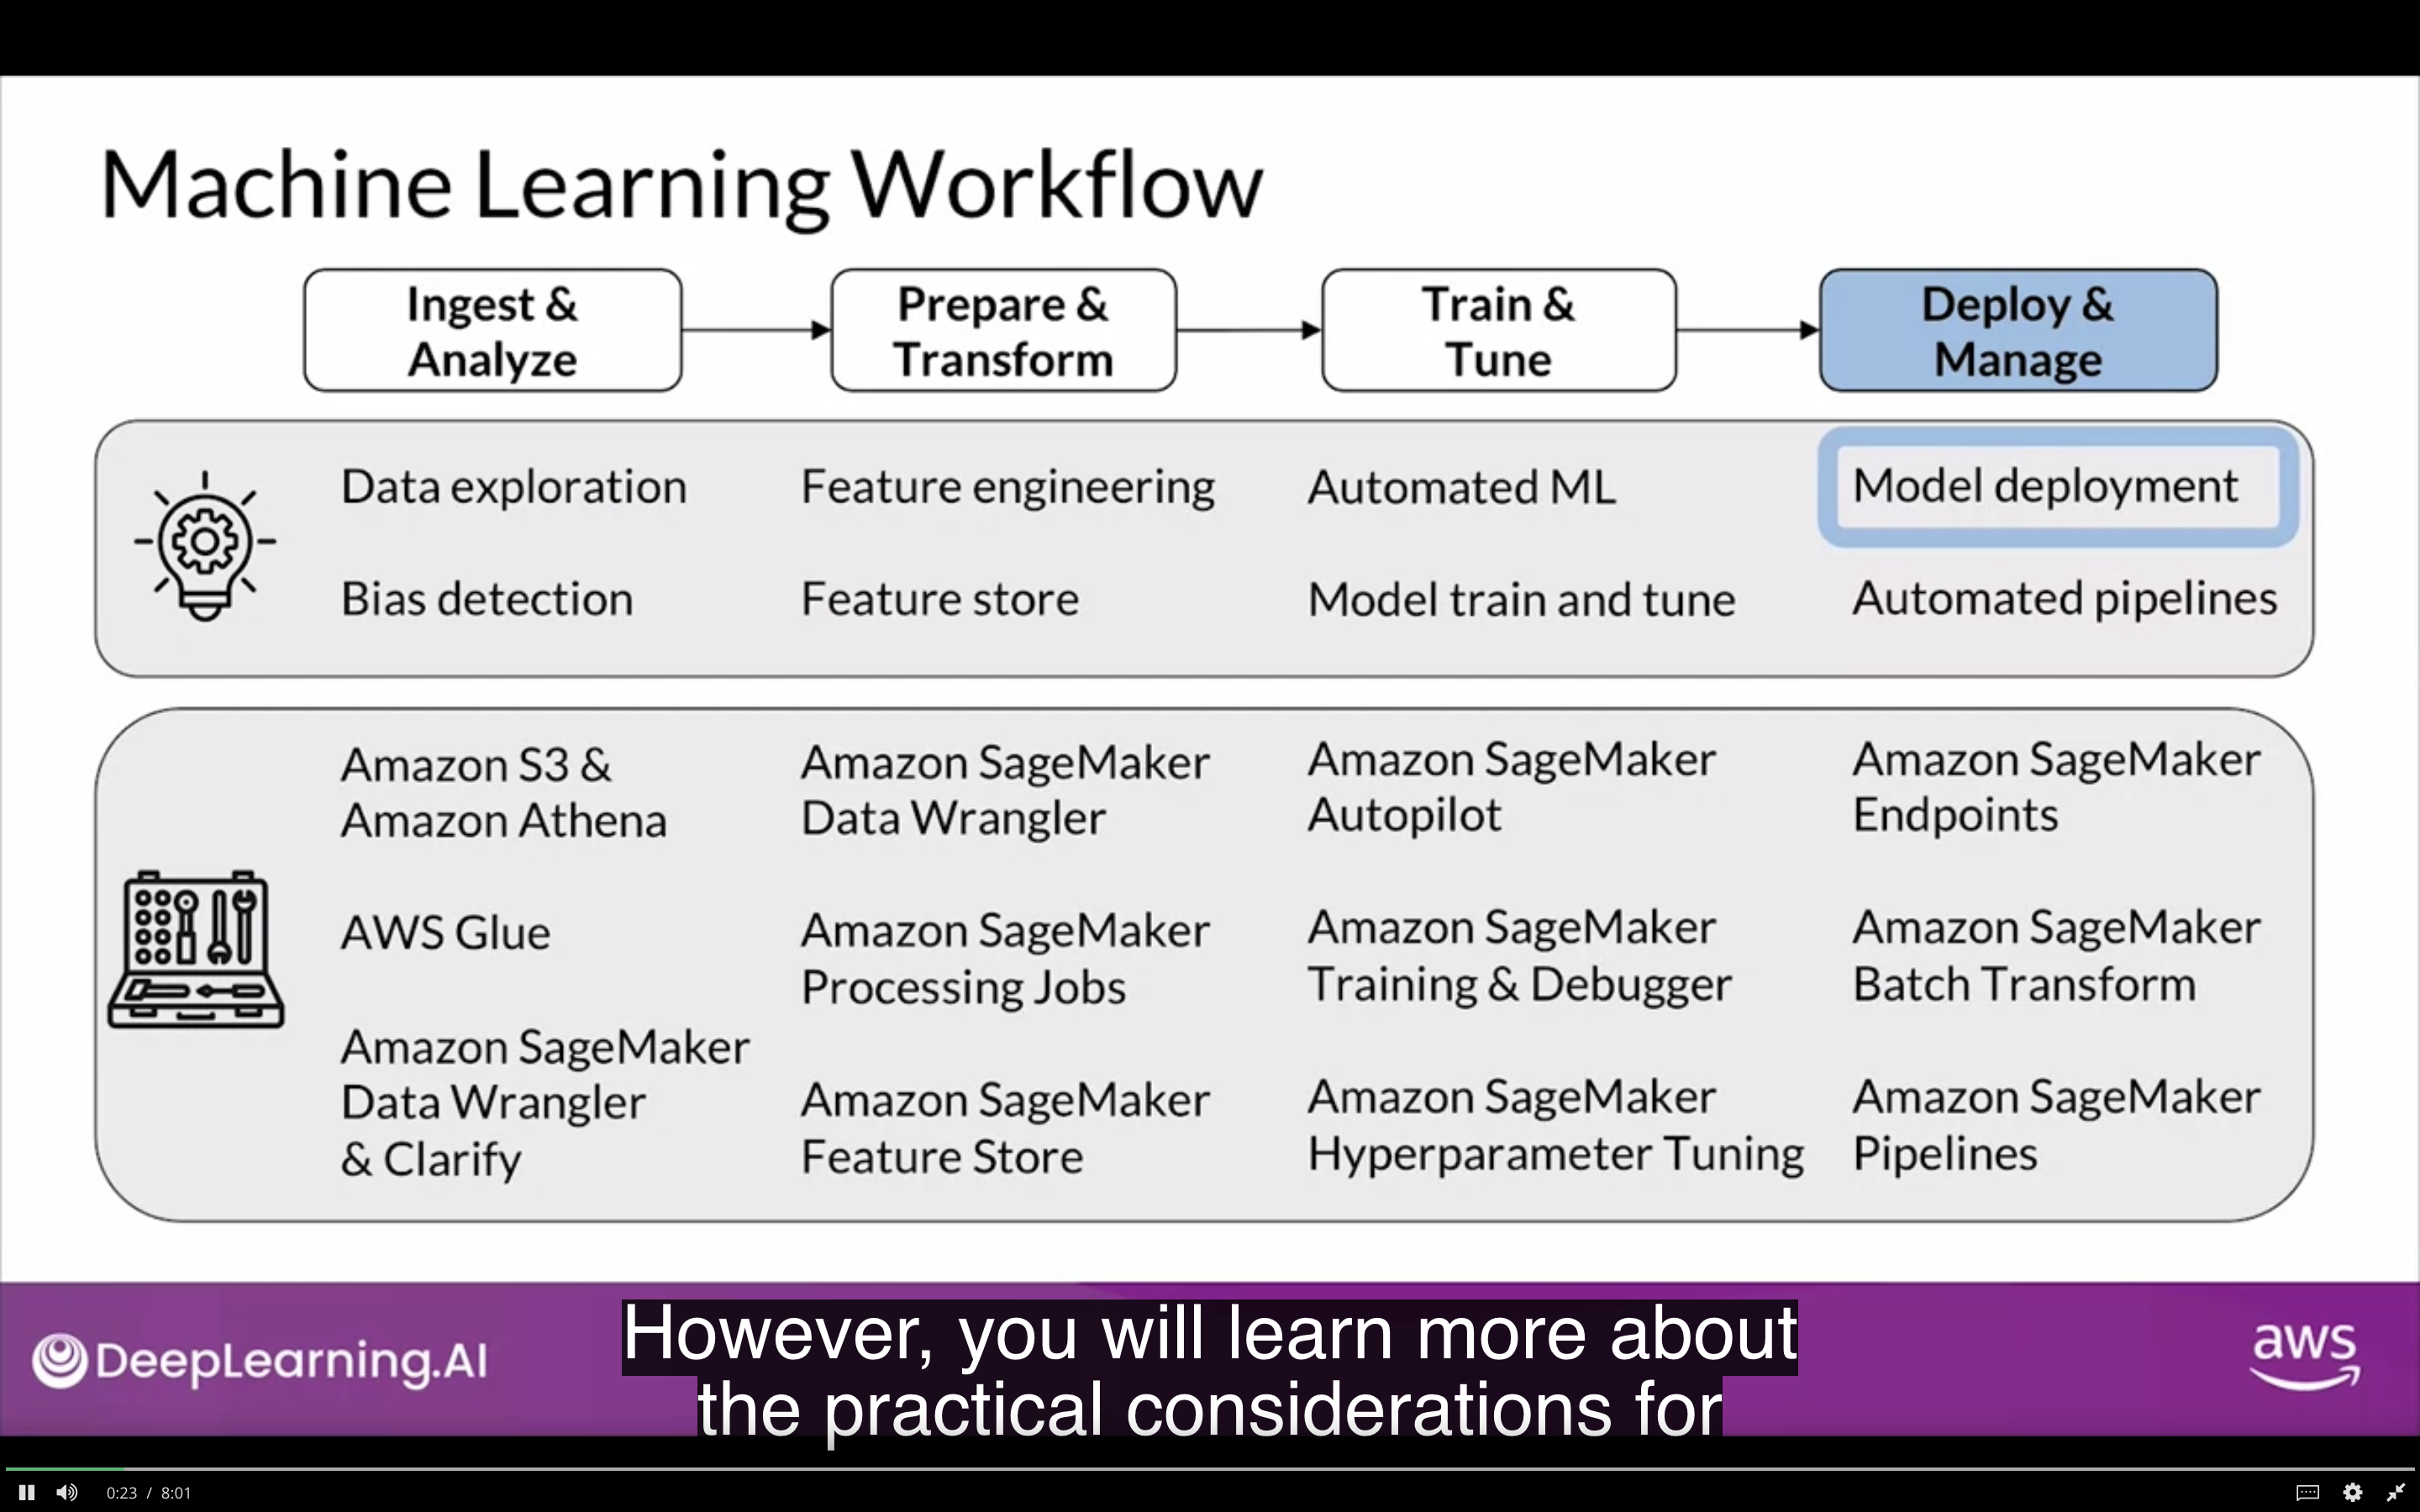 Machine Learning Workflow
Ingest &
Analyze
Prepare &
Transform
Train &
Tune
Deploy &
Manage
Data exploration
Feature engineering
Automated ML
Model deployment
Bias detection
Feature store
Model train and tune
Automated pipelines
Amazon S3 &
Amazon Athena
AWS Glue
Amazon SageMaker
Data Wrangler
& Clarify
Amazon SageMaker
Data Wrangler
Amazon SageMaker
Processing Jobs
Amazon SageMaker
Feature Store
Amazon SageMaker
Autopilot
Amazon SageMaker
Training & Debugger
Amazon SageMaker
Hyperparameter Tuning
Amazon SageMaker
Endpoints
Amazon SageMaker
Batch Transform
Amazon SageMaker
Pipelines
DeepLearning.AI
However, you will learn more about
the practical considerations for
aws
0:23 / 8:01